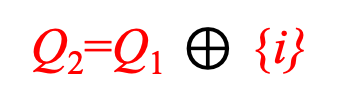 Q₂=Q₁ ⊕ {i}